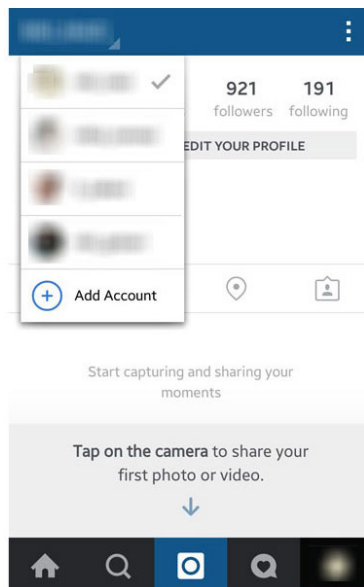 921 191
followers following
EDIT YOUR PROFILE
Add Account
Start capturing and sharing your
moments
Tap on the camera to share your
first photo or video.